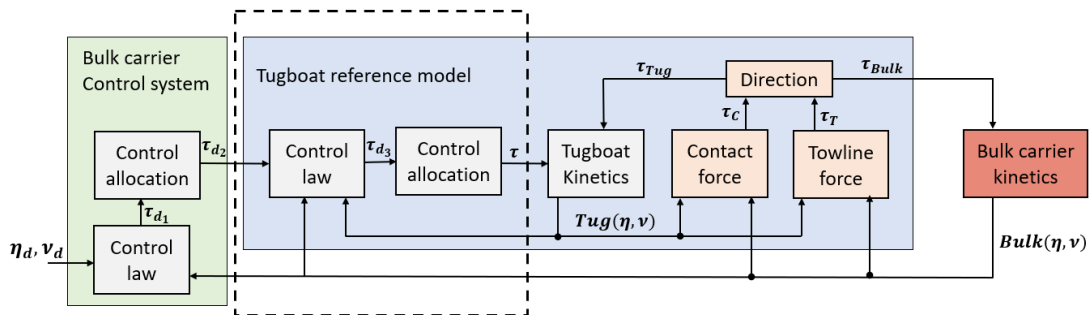 Bulk carrier
Control system
Tugboat reference model
τ_Tug
Direction
τ_Bulk
τ_C
τ_T
Control
allocation
τ_d₂
Control
law
τ_d₃
Control
allocation
τ
Tugboat
Kinetics
Contact
force
Towline
force
Bulk carrier
kinetics
τ_d₁
Tug(η, ν)
η_d, ν_d
Control
law
Bulk(η, ν)